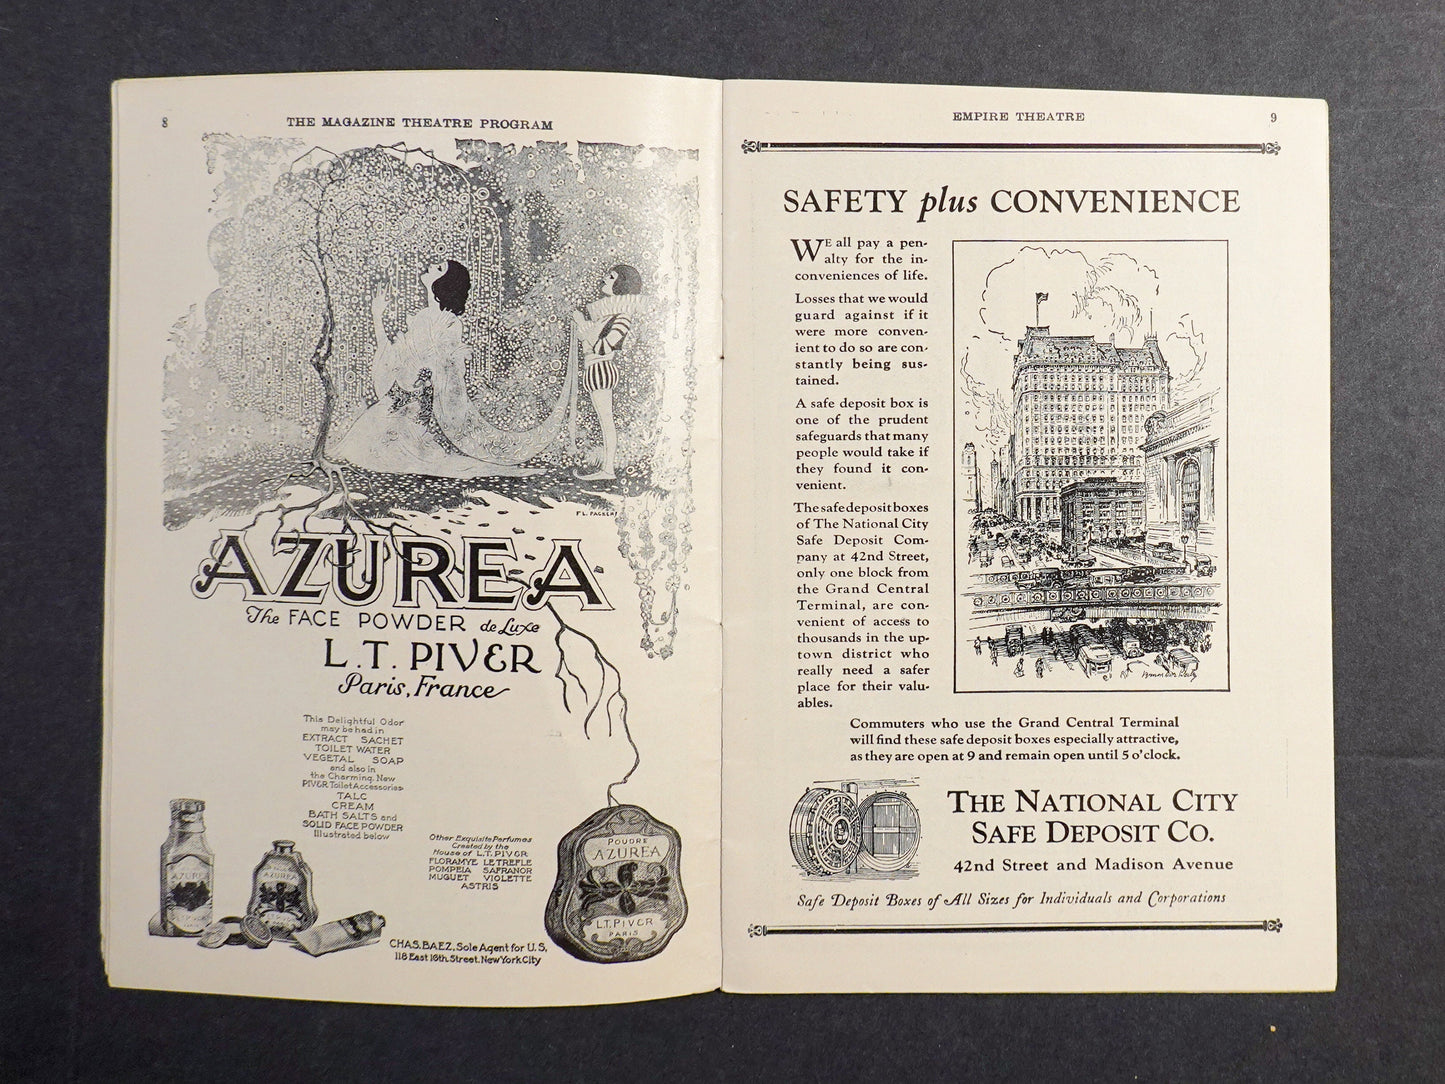 8
THE MAGAZINE THEATRE PROGRAM
AZUREA
The FACE POWDER de Luxe
L.T. PIVER
Paris, France
This Delightful Odor
may be had in
EXTRACT SACHET
TOILET WATER
VEGETAL SOAP
and also in
the Charming, New
PIVER Toilet Accessories
TALC
CREAM
BATH SALTS and
SOLID FACE POWDER
Illustrated below
Other Exquisite Perfumes
Created by the
House of L.T. PIVER
FLORAMYE LE TREFLE
POMPEIA SAFRANOR
MUGUET VIOLETTE
ASTRIS
AZUREA
AZUREA
POUDRE
AZUREA
L.T. PIVER
PARIS
CHAS. BAEZ, Sole Agent for U.S.
118 East 16th. Street. New York City
EMPIRE THEATRE
9
SAFETY plus CONVENIENCE
WE all pay a pen-
alty for the in-
conveniences of life.
Losses that we would
guard against if it
were more conven-
ient to do so are con-
stantly being sus-
tained.
A safe deposit box is
one of the prudent
safeguards that many
people would take if
they found it con-
venient.
The safe deposit boxes
of The National City
Safe Deposit Com-
pany at 42nd Street,
only one block from
the Grand Central
Terminal, are con-
venient of access to
thousands in the up-
town district who
really need a safer
place for their valu-
ables.
Commuters who use the Grand Central Terminal
will find these safe deposit boxes especially attractive,
as they are open at 9 and remain open until 5 o'clock.
THE NATIONAL CITY
SAFE DEPOSIT CO.
42nd Street and Madison Avenue
Safe Deposit Boxes of All Sizes for Individuals and Corporations